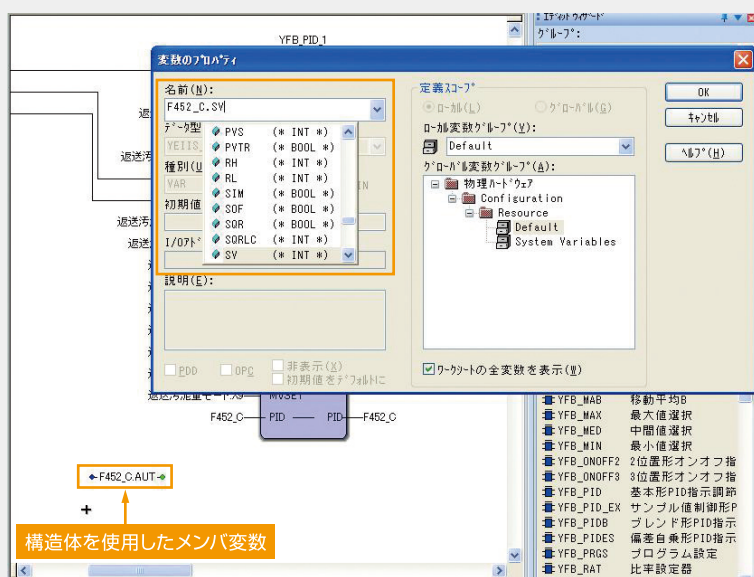 YFB_PID_1
ｴﾃﾞｨｯﾄ ｳｨｻﾞｰﾄﾞ
ｸﾞﾙｰﾌﾟ:
変数のﾌﾟﾛﾊﾟﾃｨ
名前(N):
F452_C.SV
ﾃﾞｰﾀ型
YEIIS_
種別(U
VAR
IN
初期値
I/Oｱﾄﾞ
PVS (* INT *)
PVTR (* BOOL *)
RH (* INT *)
RL (* INT *)
SIM (* BOOL *)
SOF (* BOOL *)
SQR (* BOOL *)
SQRLC (* INT *)
SV (* INT *)
説明(E):
PDD
OPC
非表示(X)
初期値をﾃﾞﾌｫﾙﾄに
定義ｽｺｰﾌﾟ
ﾛｰｶﾙ(L)
ｸﾞﾛｰﾊﾞﾙ(G)
ﾛｰｶﾙ変数ｸﾞﾙｰﾌﾟ(Y):
Default
ｸﾞﾛｰﾊﾞﾙ変数ｸﾞﾙｰﾌﾟ(A):
物理ﾊｰﾄﾞｳｪｱ
Configuration
Resource
Default
System Variables
ﾜｰｸｼｰﾄの全変数を表示(W)
OK
ｷｬﾝｾﾙ
ﾍﾙﾌﾟ(H)
返
返送汚
返送汚
返送
MVSET
F452_C PID PID F452_C
F452_C.AUT
構造体を使用したメンバ変数
YFB_MAB 移動平均B
YFB_MAX 最大値選択
YFB_MED 中間値選択
YFB_MIN 最小値選択
YFB_ONOFF2 2位置形オンオフ指
YFB_ONOFF3 3位置形オンオフ指
YFB_PID 基本形PID指示調節
YFB_PID_EX サンプル値制御形P
YFB_PIDB ブレンド形PID指示
YFB_PIDES 偏差自乗形PID指示
YFB_PRGS プログラム設定
YFB_RAT 比率設定器